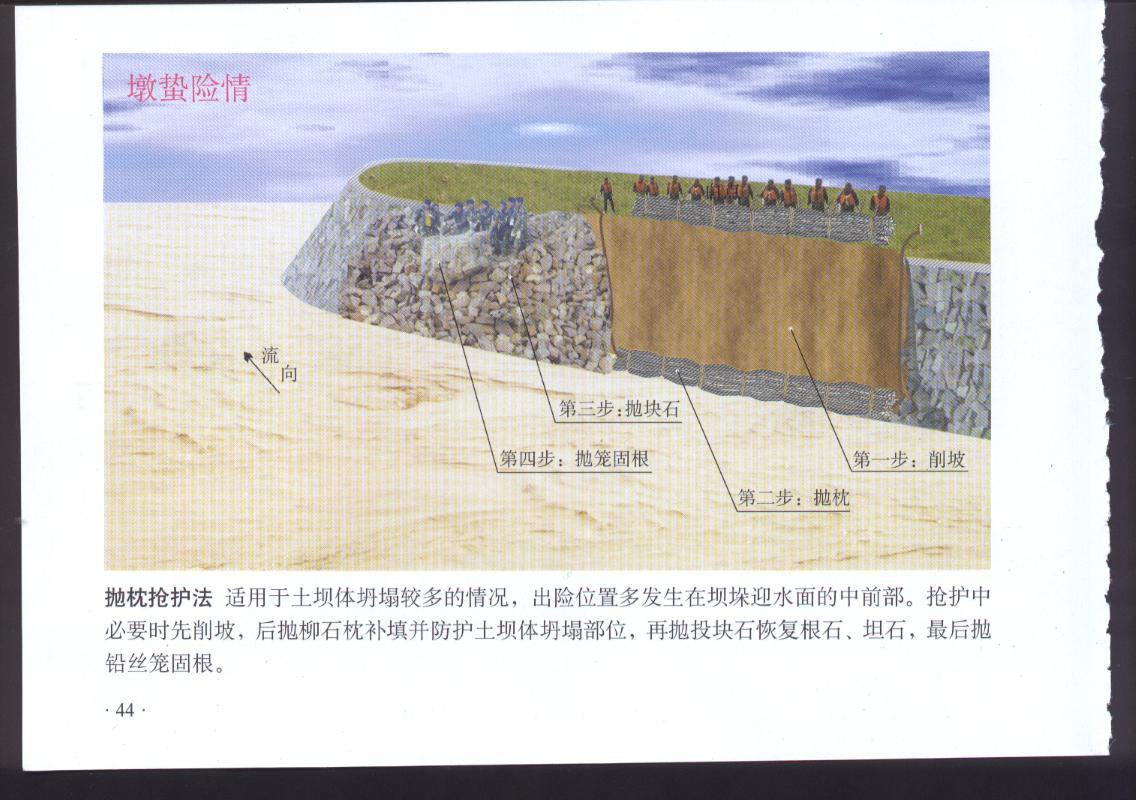 墩蛰险情
流
向
第三步:抛块石
第四步：抛笼固根
第一步：削坡
第二步：抛枕
抛枕抢护法 适用于土坝体坍塌较多的情况，出险位置多发生在坝垛迎水面的中前部。抢护中
必要时先削坡，后抛柳石枕补填并防护土坝体坍塌部位，再抛投块石恢复根石、坦石，最后抛
铅丝笼固根。
· 44 ·